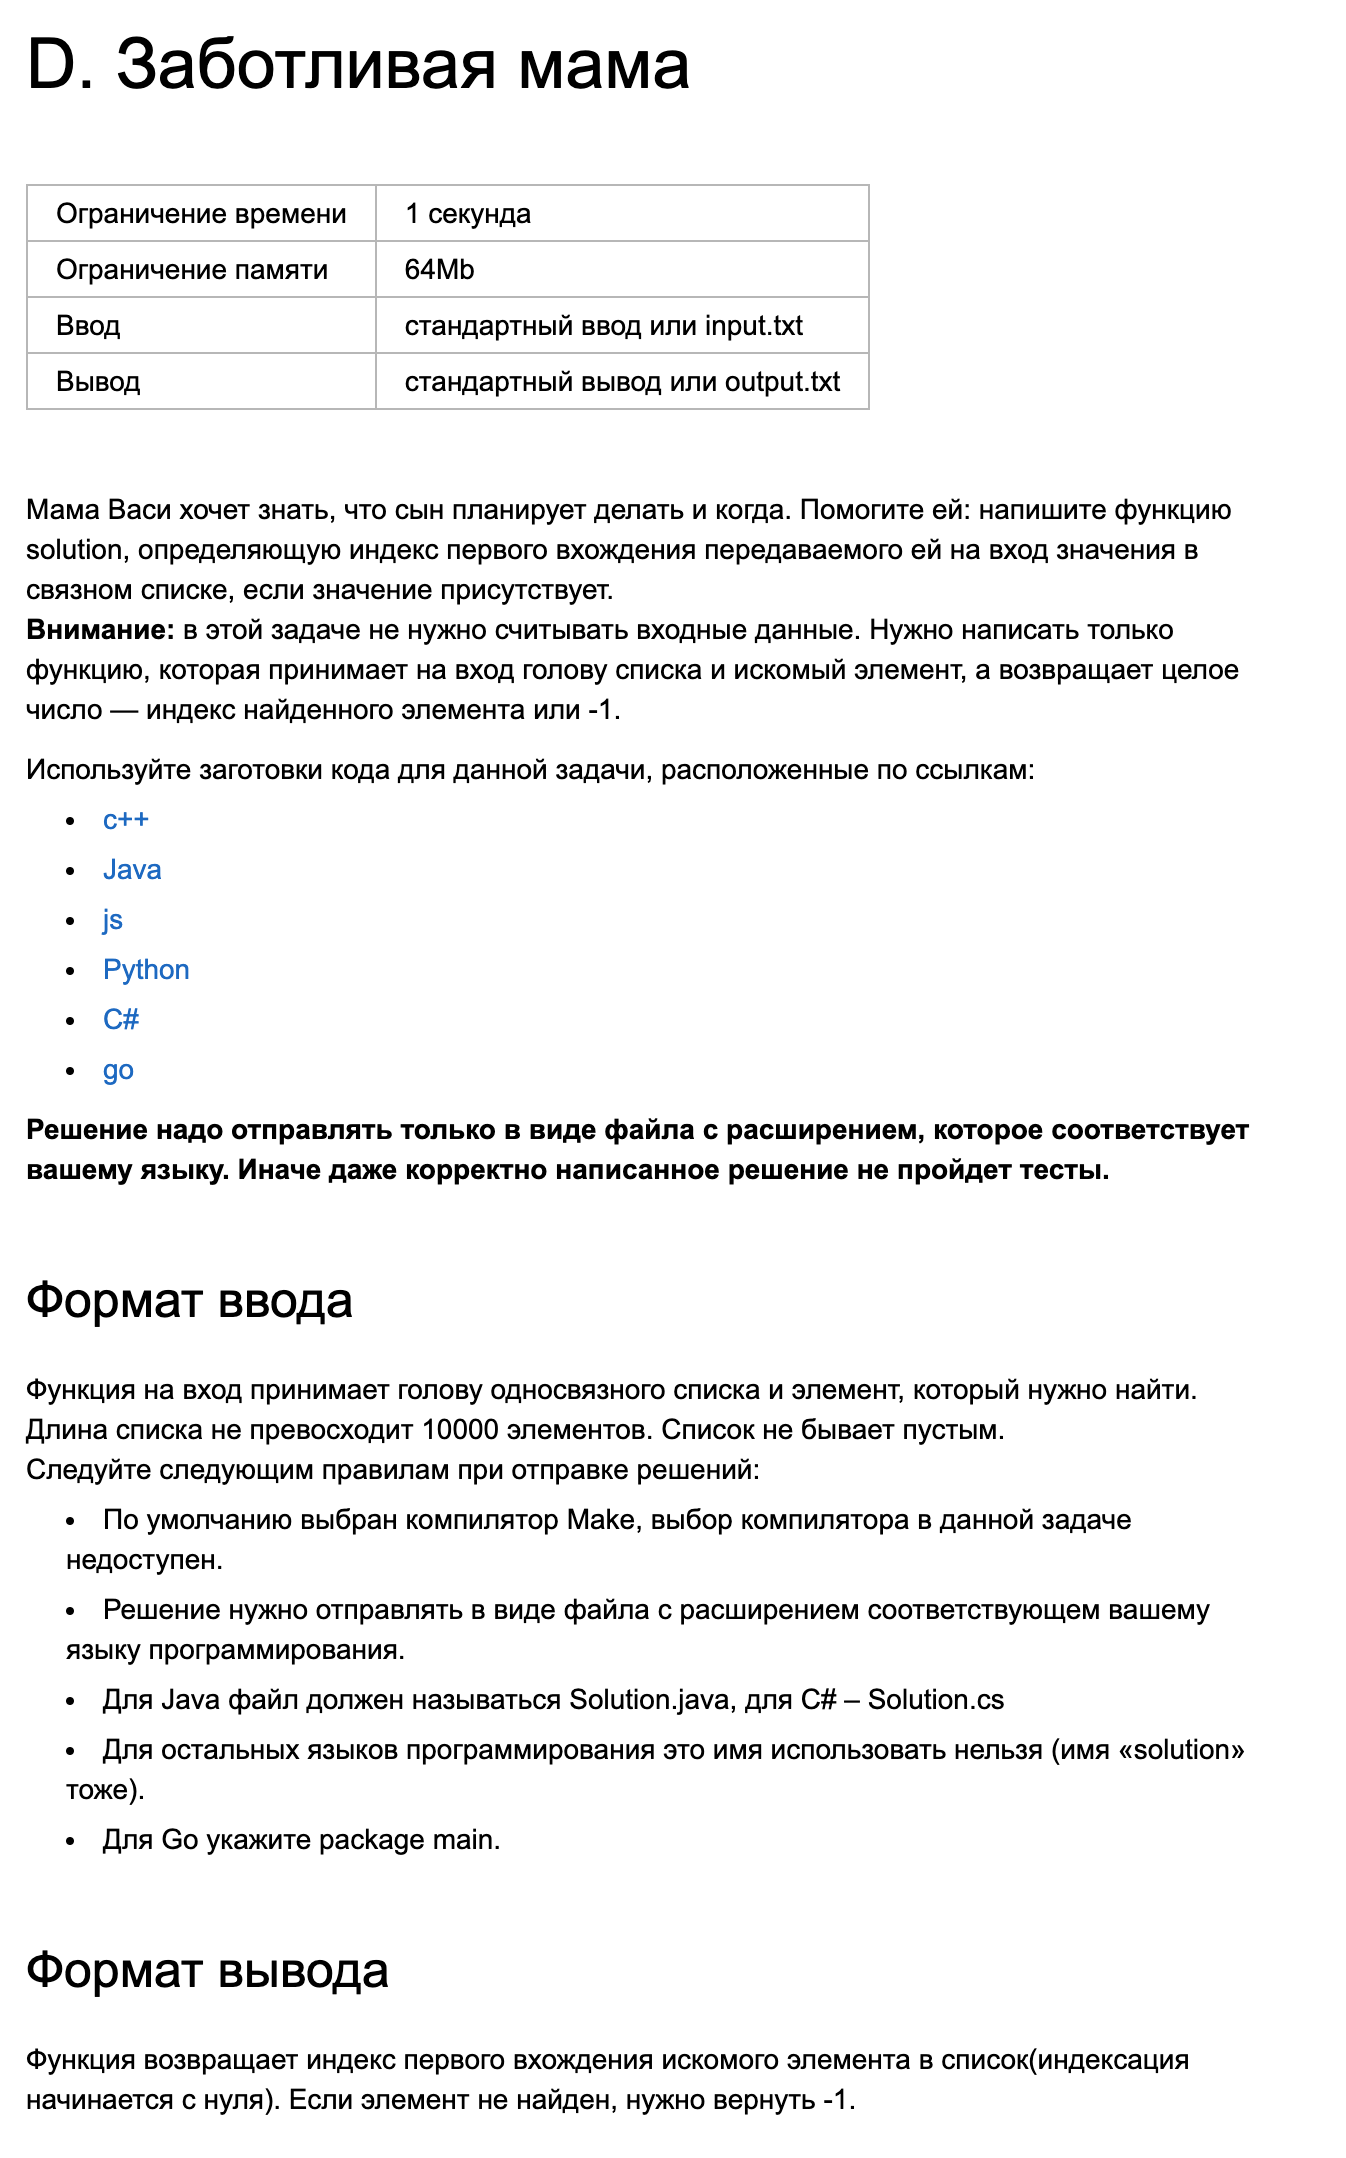 D. Заботливая мама
Ограничение времени 1 секунда
Ограничение памяти 64Mb
Ввод стандартный ввод или input.txt
Вывод стандартный вывод или output.txt
Мама Васи хочет знать, что сын планирует делать и когда. Помогите ей: напишите функцию
solution, определяющую индекс первого вхождения передаваемого ей на вход значения в
связном списке, если значение присутствует.
Внимание: в этой задаче не нужно считывать входные данные. Нужно написать только
функцию, которая принимает на вход голову списка и искомый элемент, а возвращает целое
число — индекс найденного элемента или -1.
Используйте заготовки кода для данной задачи, расположенные по ссылкам:
• c++
• Java
• js
• Python
• C#
• go
Решение надо отправлять только в виде файла с расширением, которое соответствует
вашему языку. Иначе даже корректно написанное решение не пройдет тесты.
Формат ввода
Функция на вход принимает голову односвязного списка и элемент, который нужно найти.
Длина списка не превосходит 10000 элементов. Список не бывает пустым.
Следуйте следующим правилам при отправке решений:
• По умолчанию выбран компилятор Make, выбор компилятора в данной задаче
недоступен.
• Решение нужно отправлять в виде файла с расширением соответствующем вашему
языку программирования.
• Для Java файл должен называться Solution.java, для C# – Solution.cs
• Для остальных языков программирования это имя использовать нельзя (имя «solution»
тоже).
• Для Go укажите package main.
Формат вывода
Функция возвращает индекс первого вхождения искомого элемента в список(индексация
начинается с нуля). Если элемент не найден, нужно вернуть -1.